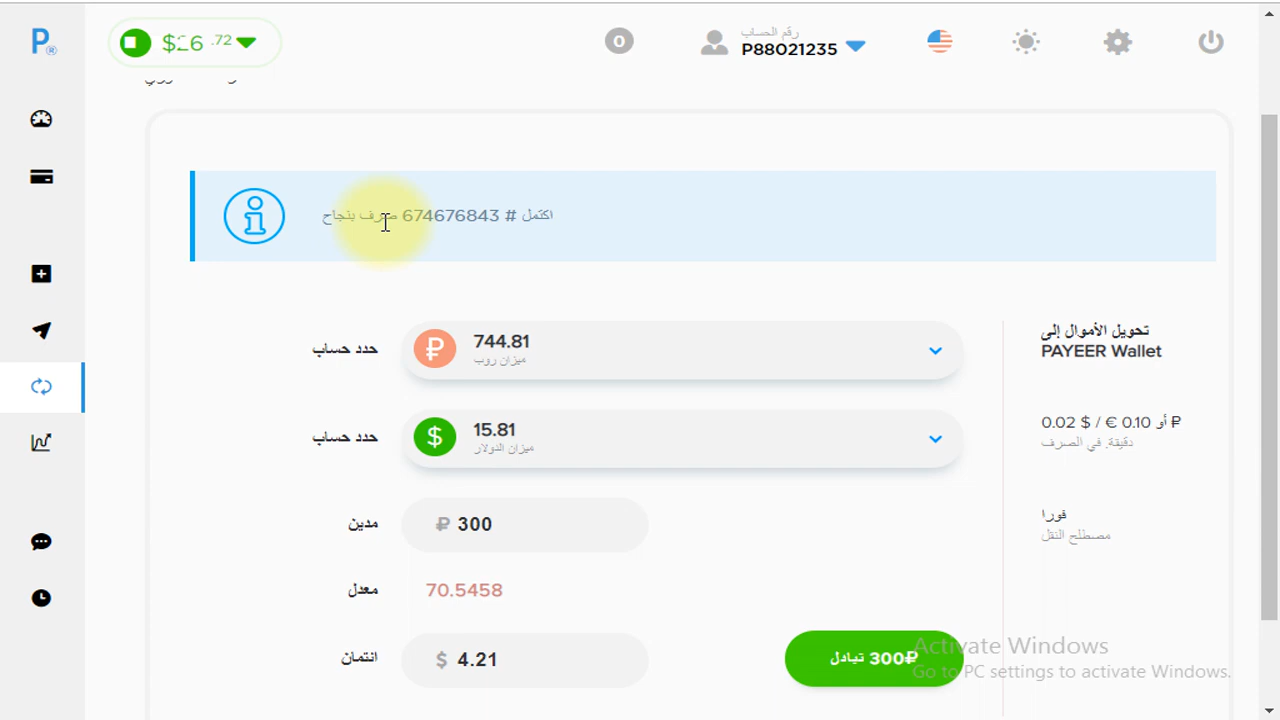 P®
.72
0
رقم الحساب
P88021235
اكتمل # 674676843 صرف بنجاح
حدد حساب
₽ 744.81
ميزان روب
تحويل الأموال إلى
PAYEER Wallet
حدد حساب
$ 15.81
ميزان الدولار
0.02 $ / € أو 0.10 ₽
دقيقة. في الصرف
مدين
₽ 300
فورا
مصطلح النقل
معدل
70.5458
انتمان
$ 4.21
تبادل 300₽
Activate Windows
Go to PC settings to activate Windows.